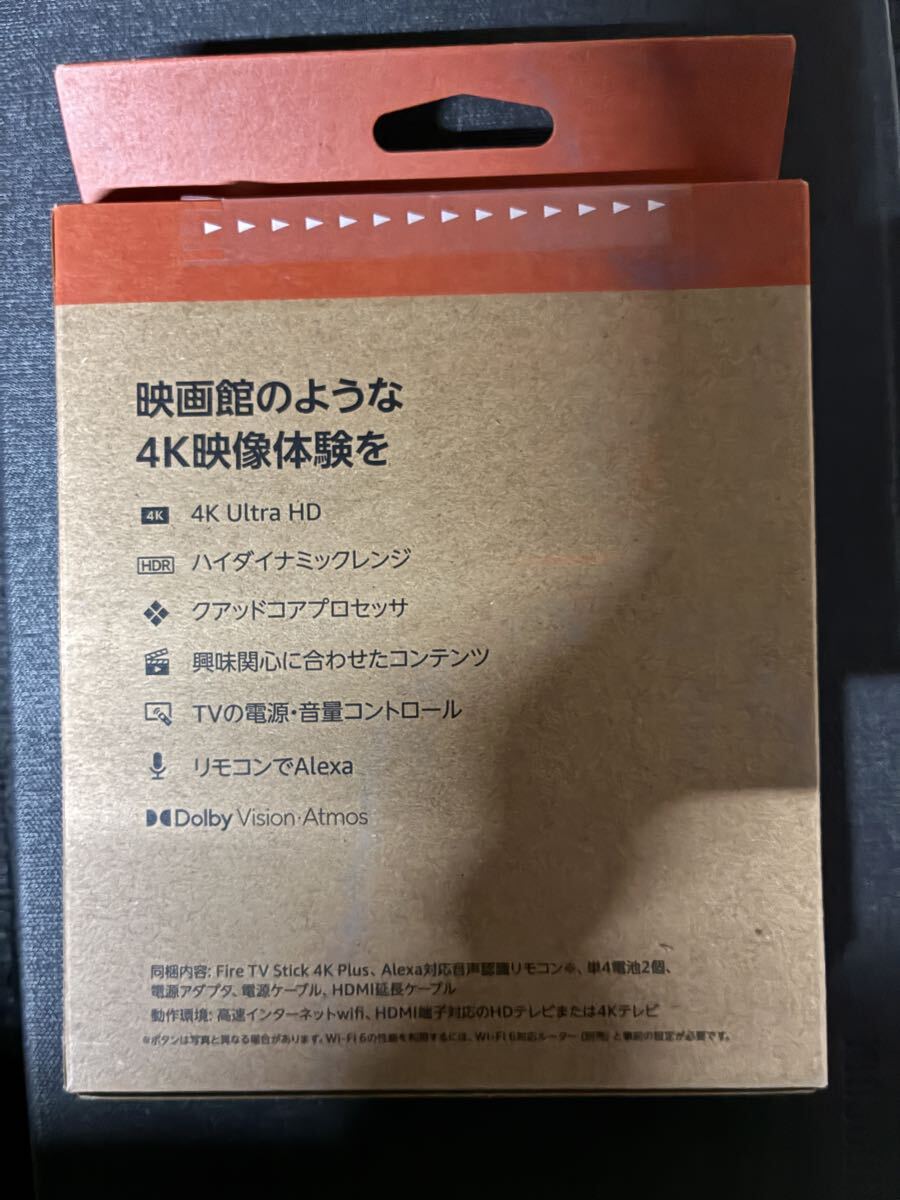 映画館のような
4K映像体験を
4K 4K Ultra HD
HDR ハイダイナミックレンジ
クアッドコアプロセッサ
興味関心に合わせたコンテンツ
TVの電源・音量コントロール
リモコンでAlexa
Dolby Vision·Atmos
同梱内容: Fire TV Stick 4K Plus、Alexa対応音声認識リモコン※、単4電池2個、
電源アダプタ、電源ケーブル、HDMI延長ケーブル
動作環境: 高速インターネットwifi、HDMI端子対応のHDテレビまたは4Kテレビ
※ボタンは写真と異なる場合があります。Wi-Fi 6の性能を利用するには、Wi-Fi 6対応ルーター（別売）と事前の設定が必要です。